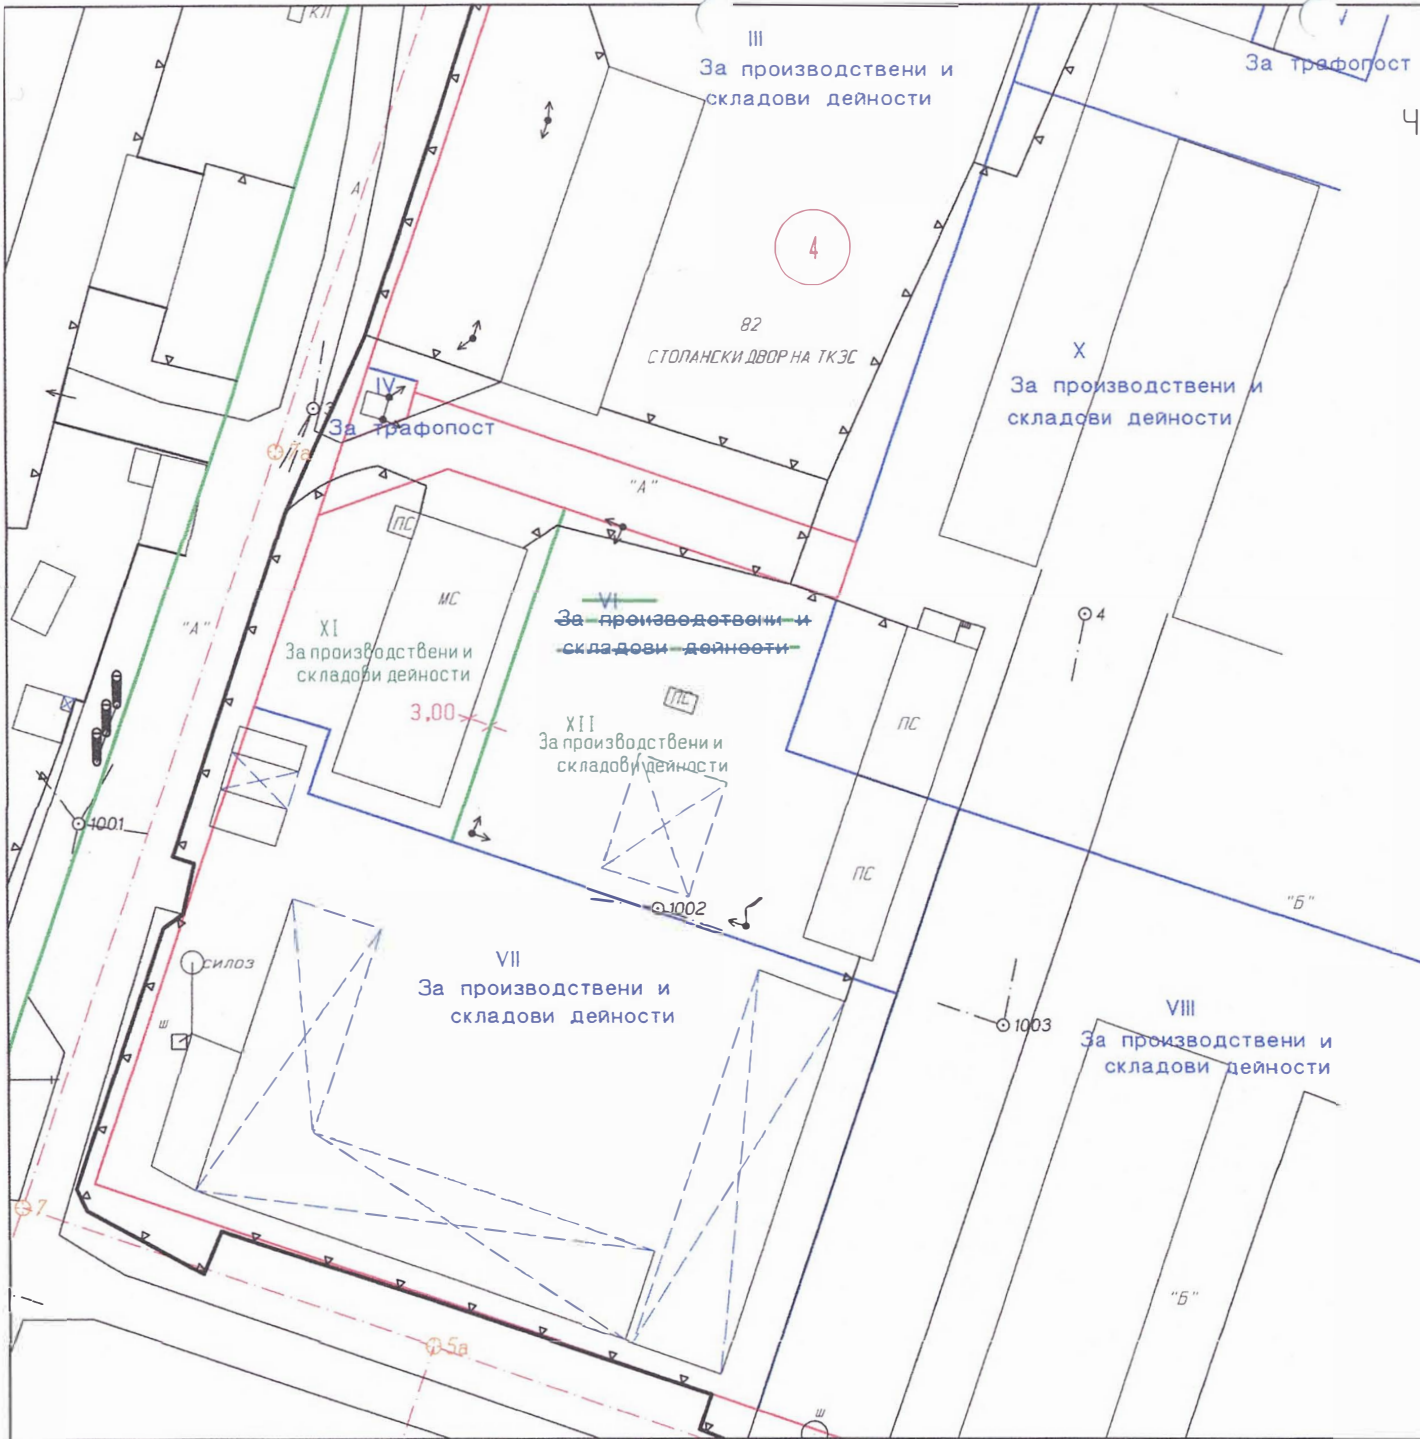 КП
III
За производствени и
складови дейности
V
За трафопост
Ч
А
4
82
СТОПАНСКИ ДВОР НА ТКЗС
X
За производствени и
складови дейности
IV
3
За трафопост
7а
"А"
ПС
МС
VI
За производствени и
складови дейности
4
"А"
XI
За производствени и
складови дейности
ПС
3,00
XII
За производствени и
складови дейности
ПС
1001
ПС
"Б"
1002
СИЛОЗ
VII
За производствени и
складови дейности
Ш
1003
VIII
За производствени и
складови дейности
7
"Б"
5а
Ш